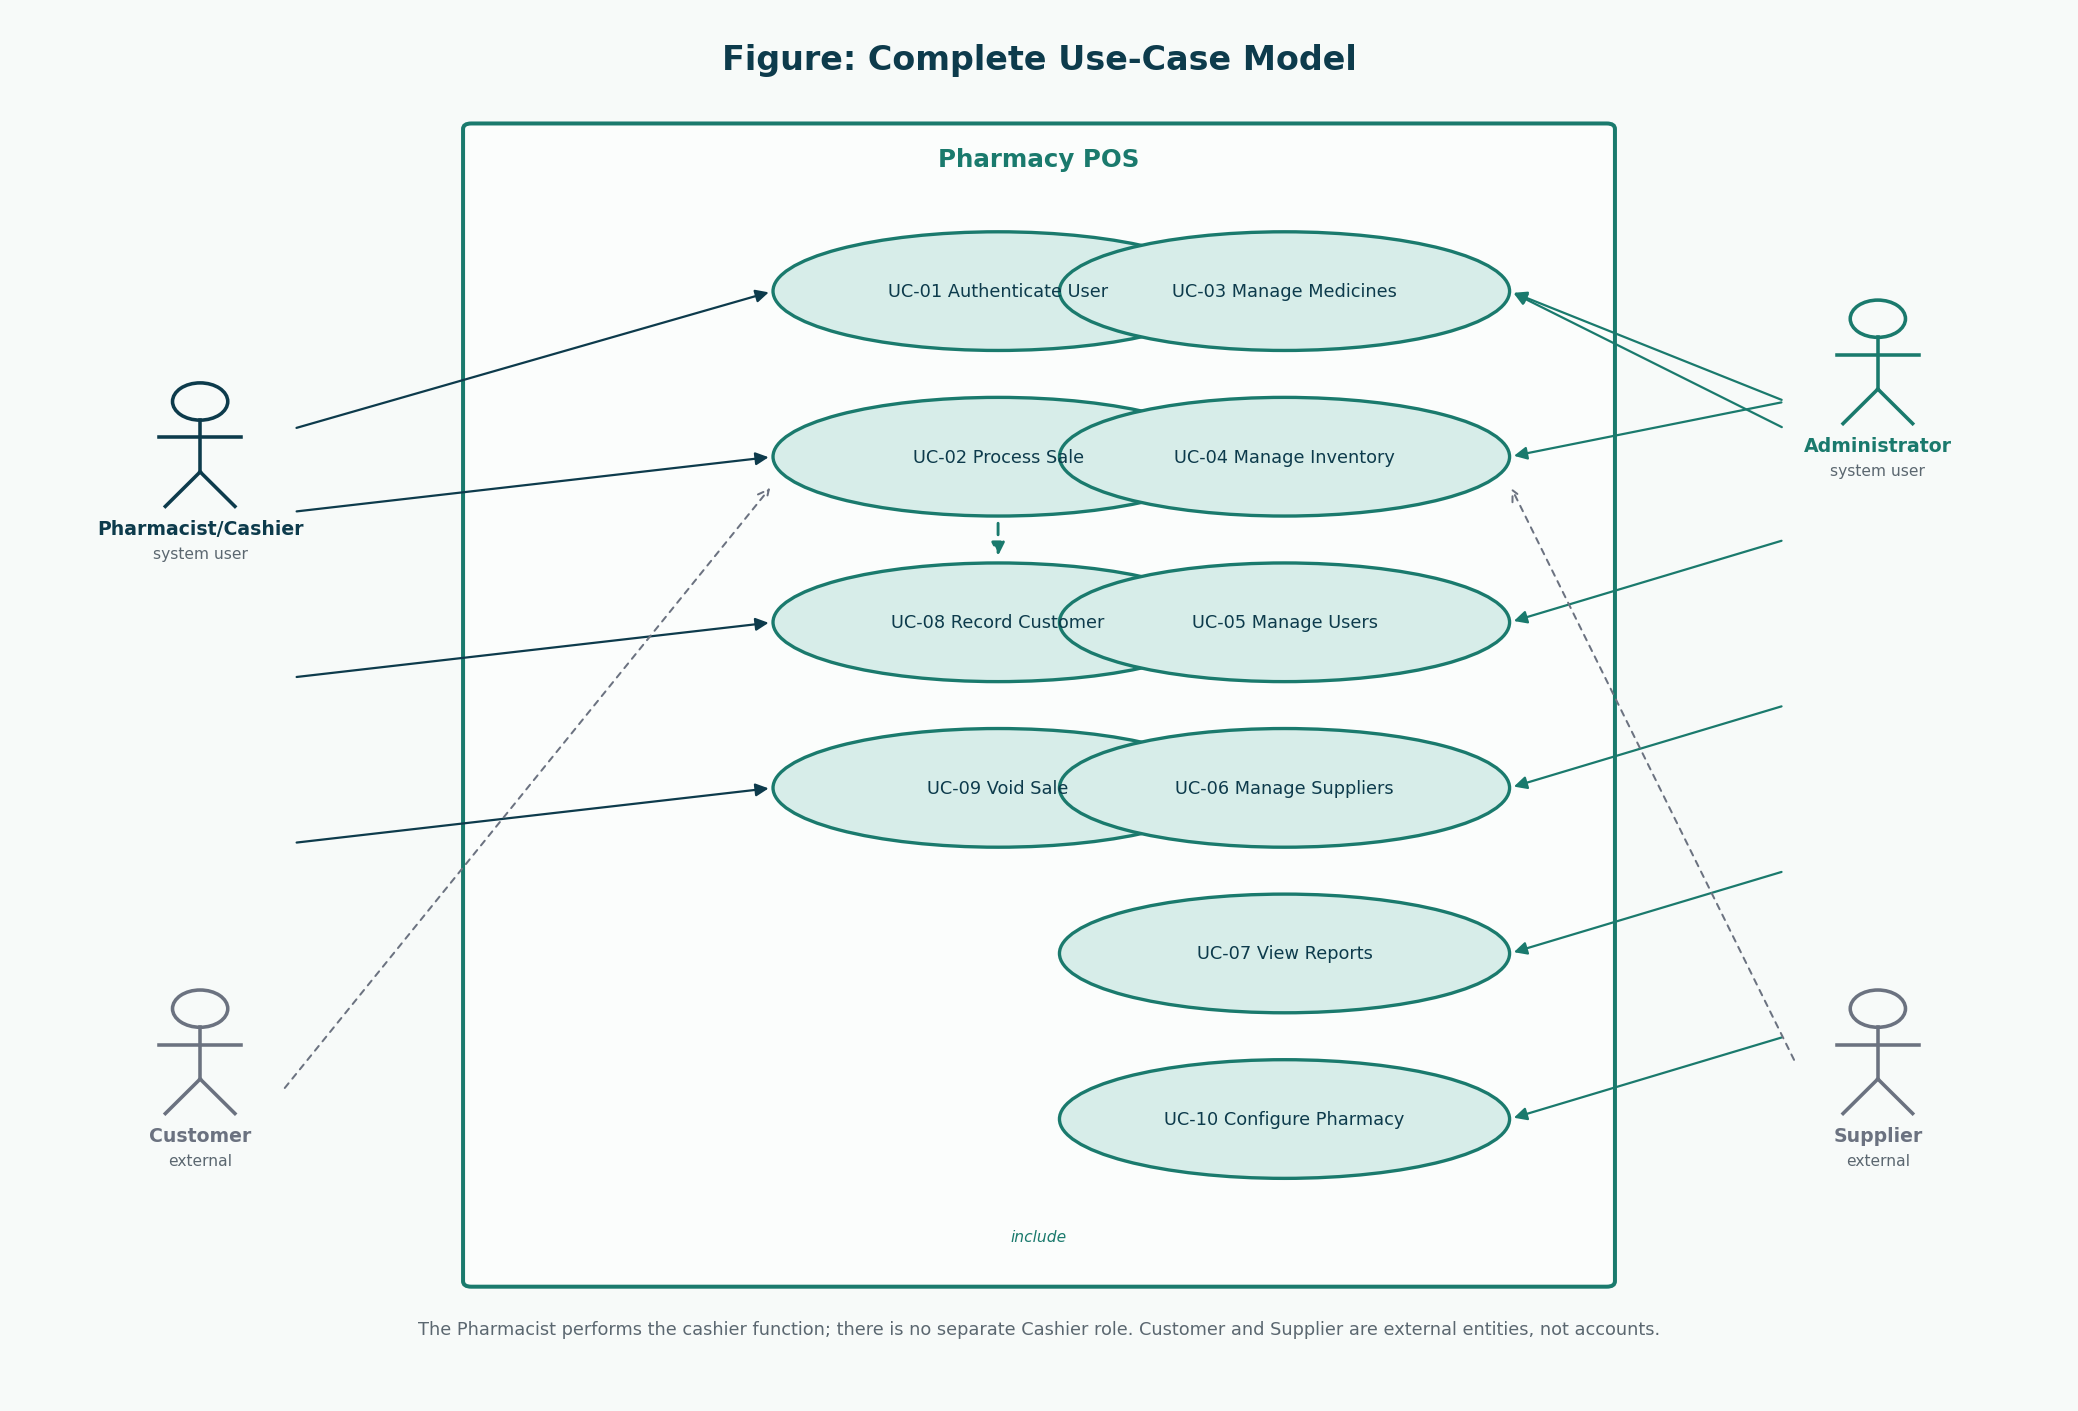 Figure: Complete Use-Case Model
Pharmacy POS
UC-01 Authenticate User
UC-03 Manage Medicines
UC-02 Process Sale
UC-04 Manage Inventory
Administrator
system user
Pharmacist/Cashier
system user
UC-08 Record Customer
UC-05 Manage Users
UC-09 Void Sale
UC-06 Manage Suppliers
UC-07 View Reports
UC-10 Configure Pharmacy
Customer
external
Supplier
external
include
The Pharmacist performs the cashier function; there is no separate Cashier role. Customer and Supplier are external entities, not accounts.